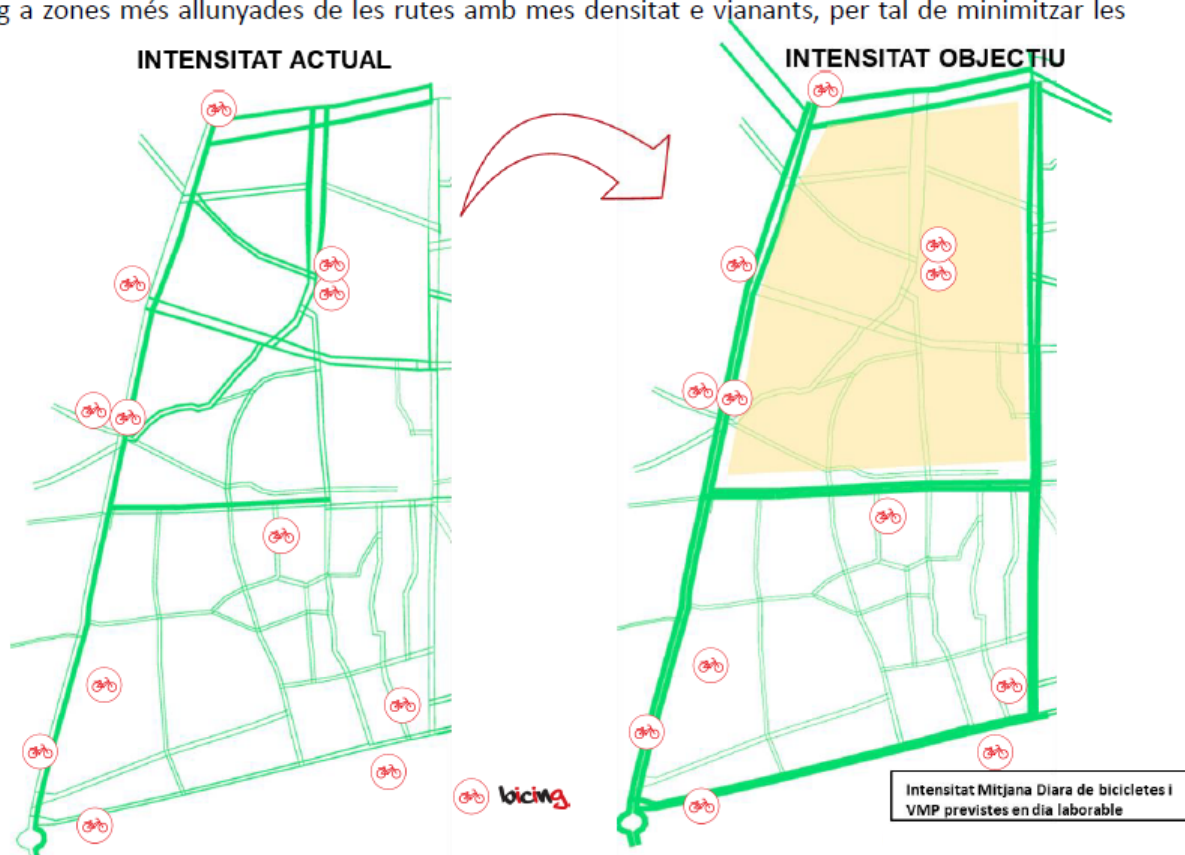 g a zones més allunyades de les rutes amb mes densitat e vianants, per tal de minimitzar les
INTENSITAT ACTUAL
INTENSITAT OBJECTIU
bicing
Intensitat Mitjana Diara de bicicletes i
VMP previstes en dia laborable